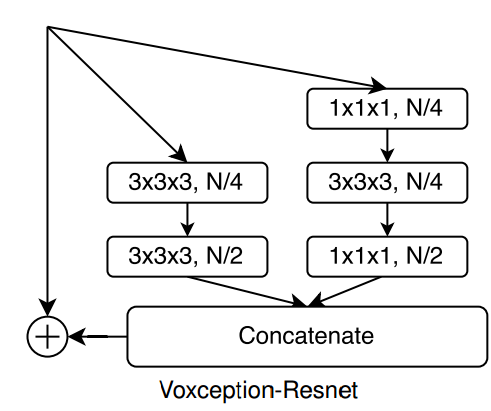 1x1x1, N/4
3x3x3, N/4
3x3x3, N/4
3x3x3, N/2
1x1x1, N/2
Concatenate
Voxception-Resnet